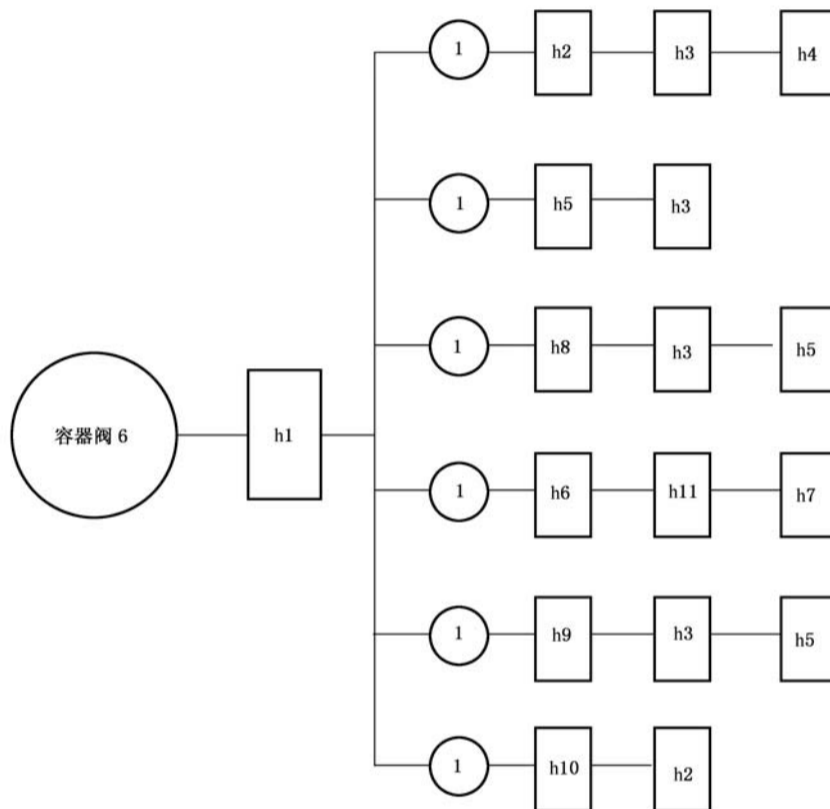 1 h2 h3 h4
1 h5 h3
1 h8 h3 h5
容器阀 6 h1
1 h6 h11 h7
1 h9 h3 h5
1 h10 h2